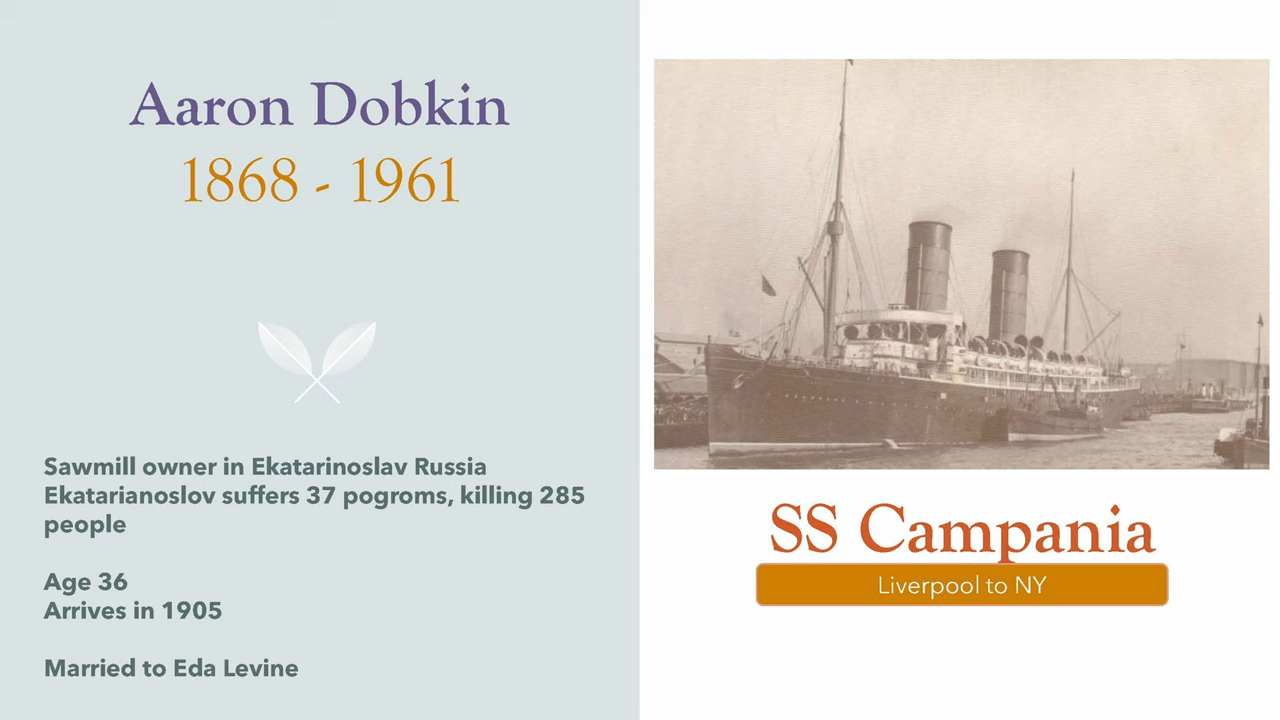 Aaron Dobkin
1868 - 1961
Sawmill owner in Ekatarinoslav Russia
Ekatarianoslov suffers 37 pogroms, killing 285
people
Age 36
Arrives in 1905
Married to Eda Levine
SS Campania
Liverpool to NY